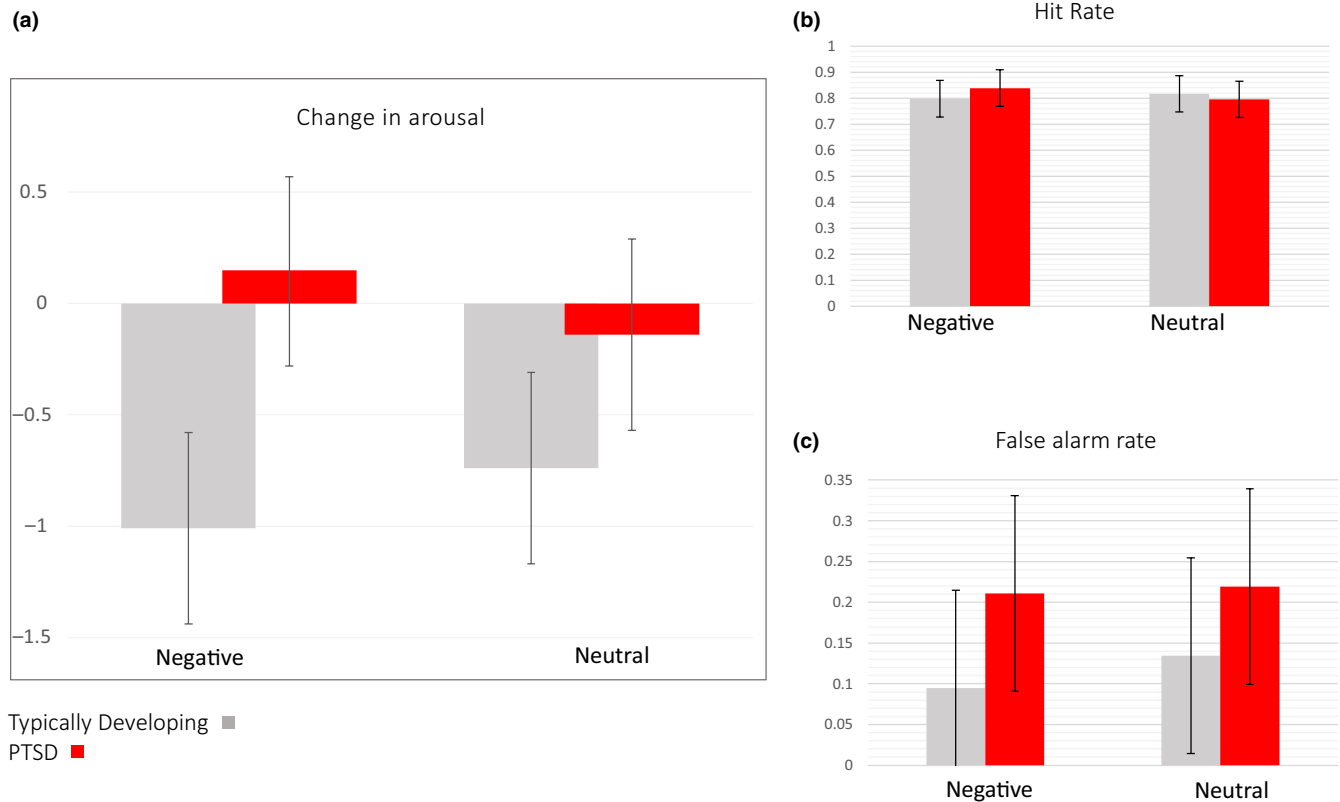 (a)
Change in arousal
0.5
0
–0.5
–1
–1.5
Negative Neutral
Typically Developing
PTSD
(b)
Hit Rate
1
0.9
0.8
0.7
0.6
0.5
0.4
0.3
0.2
0.1
0
Negative Neutral
(c)
False alarm rate
0.35
0.3
0.25
0.2
0.15
0.1
0.05
0
Negative Neutral